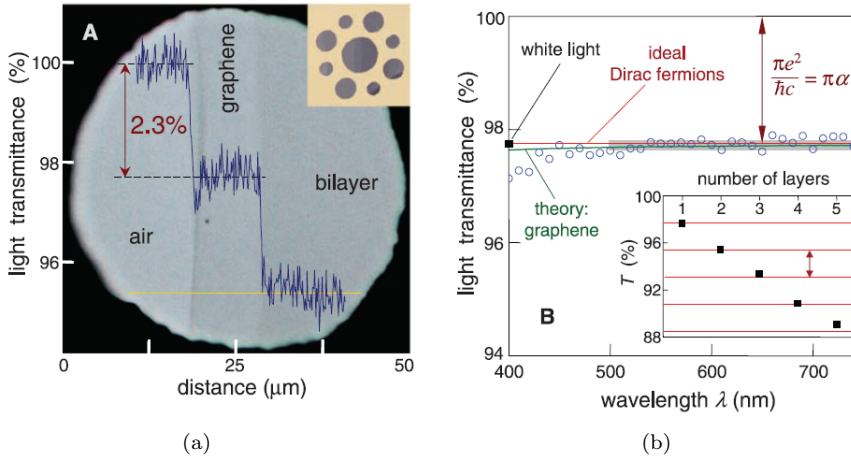 A
light transmittance (%)
100
98
96
2.3%
graphene
air
bilayer
0
25
50
distance (μm)
(a)
B
light transmittance (%)
100
98
96
94
white light
ideal
Dirac fermions
πe²/ħc = πα
theory:
graphene
number of layers
1 2 3 4 5
T (%)
100
96
92
88
400 500 600 700
wavelength λ (nm)
(b)